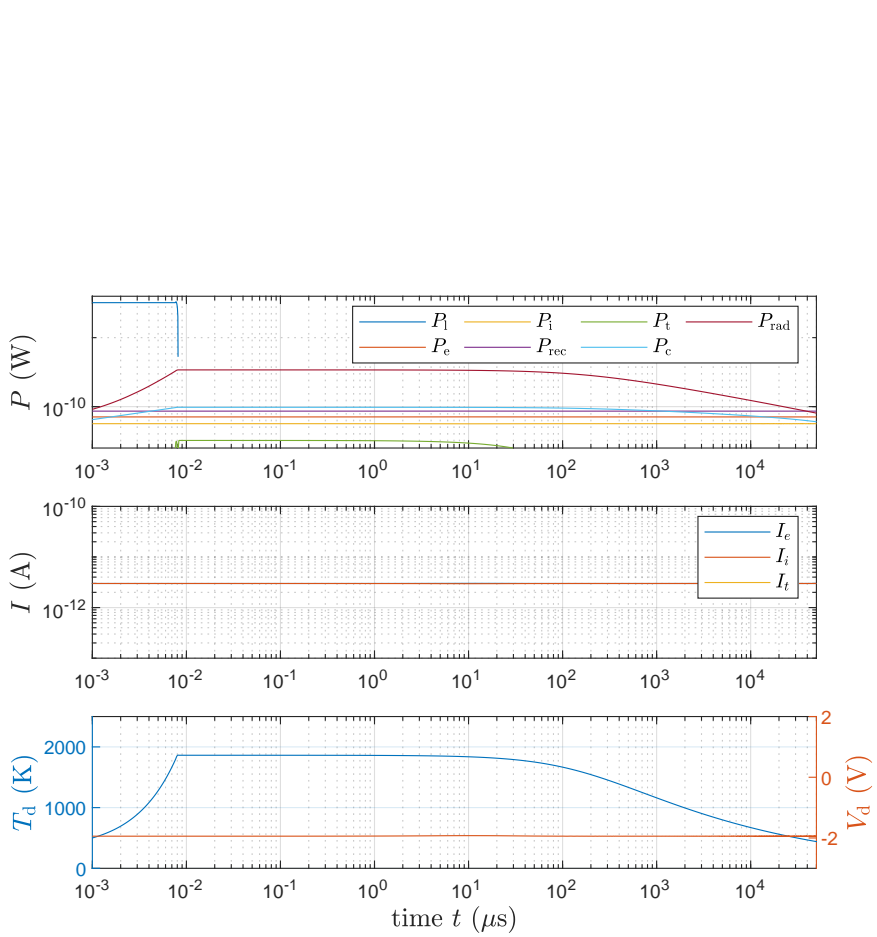 P (W)
P_l P_i P_t P_rad
P_e P_rec P_c
10^-10
10^-3 10^-2 10^-1 10^0 10^1 10^2 10^3 10^4
I (A)
10^-10
I_e
I_i
I_t
10^-12
10^-3 10^-2 10^-1 10^0 10^1 10^2 10^3 10^4
T_d (K)
2000
1000
0
2
0
-2
V_d (V)
10^-3 10^-2 10^-1 10^0 10^1 10^2 10^3 10^4
time t (μs)